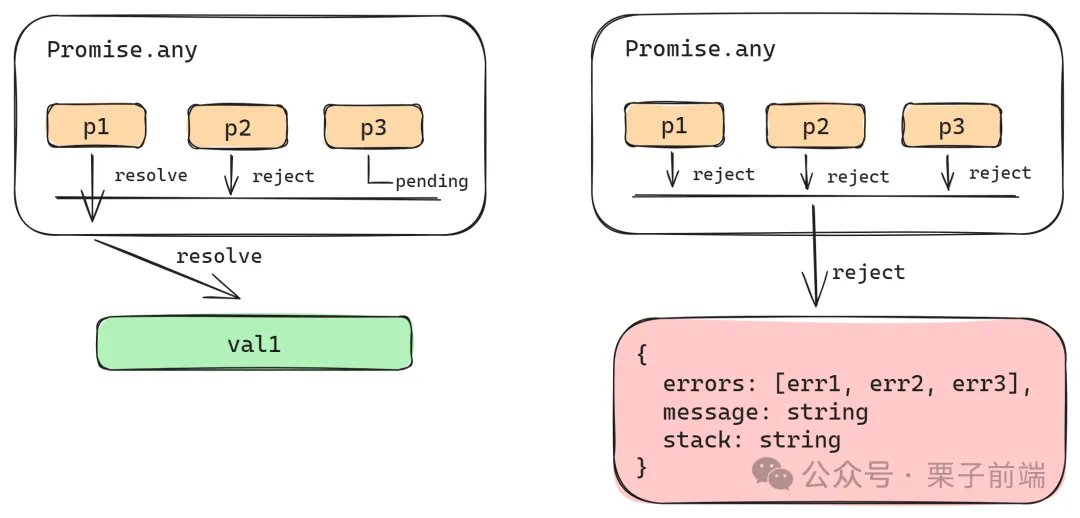 Promise.any
p1
p2
p3
resolve
reject
pending
resolve
val1
Promise.any
p1
p2
p3
reject
reject
reject
reject
{
errors: [err1, err2, err3],
message: string
stack: string
}
公众号 · 栗子前端